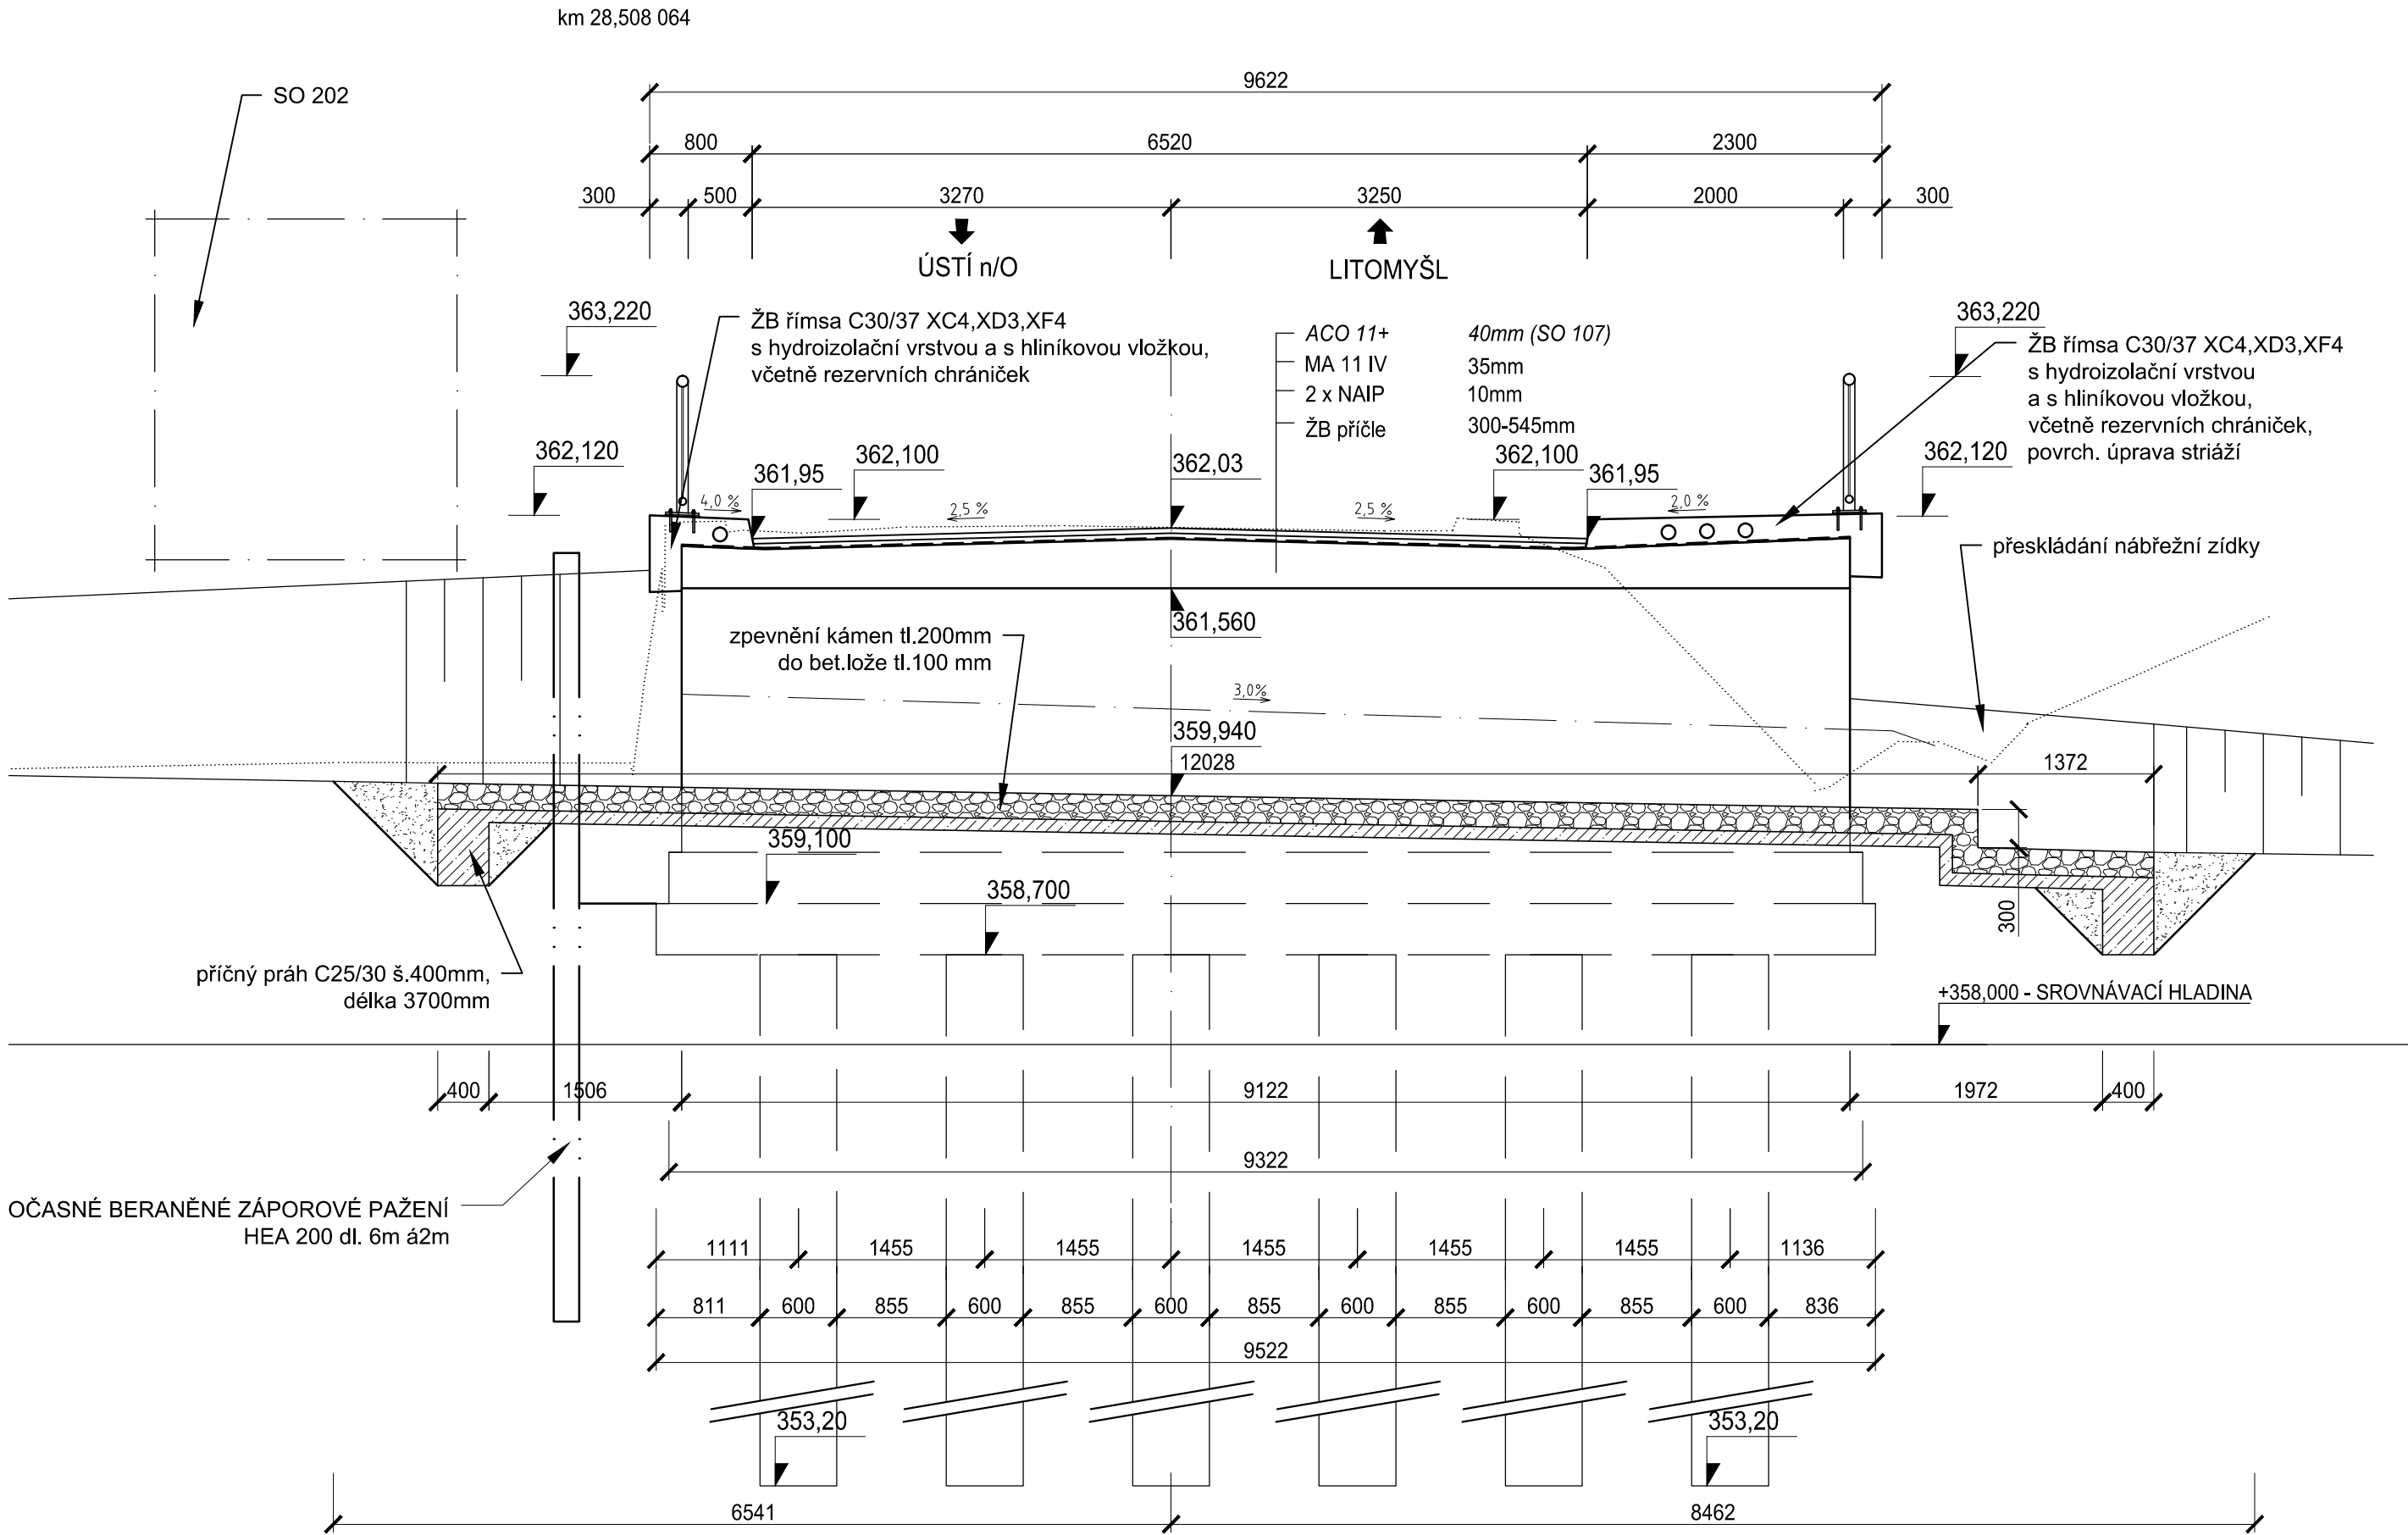 km 28,508 064
9622
SO 202
800
6520
2300
300
500
3270
3250
2000
300
ÚSTÍ n/O
LITOMYŠL
363,220
ŽB římsa C30/37 XC4,XD3,XF4
s hydroizolační vrstvou a s hliníkovou vložkou,
včetně rezervních chrániček
ACO 11+ 40mm (SO 107)
MA 11 IV 35mm
2 x NAIP 10mm
ŽB příčle 300-545mm
363,220
ŽB římsa C30/37 XC4,XD3,XF4
s hydroizolační vrstvou
a s hliníkovou vložkou,
včetně rezervních chrániček,
povrch. úprava striáží
362,120
361,95
362,100
362,03
362,100
361,95
362,120
4,0 %
2,5 %
2,5 %
2,0 %
přeskládání nábřežní zídky
361,560
zpevnění kámen tl.200mm
do bet.lože tl.100 mm
3,0%
359,940
12028
1372
359,100
358,700
300
příčný práh C25/30 š.400mm,
délka 3700mm
+358,000 - SROVNÁVACÍ HLADINA
400
1506
9122
1972
400
9322
OČASNÉ BERANĚNÉ ZÁPOROVÉ PAŽENÍ
HEA 200 dl. 6m á2m
1111
1455
1455
1455
1455
1455
1136
811
600
855
600
855
600
855
600
855
600
855
600
836
9522
353,20
353,20
6541
8462